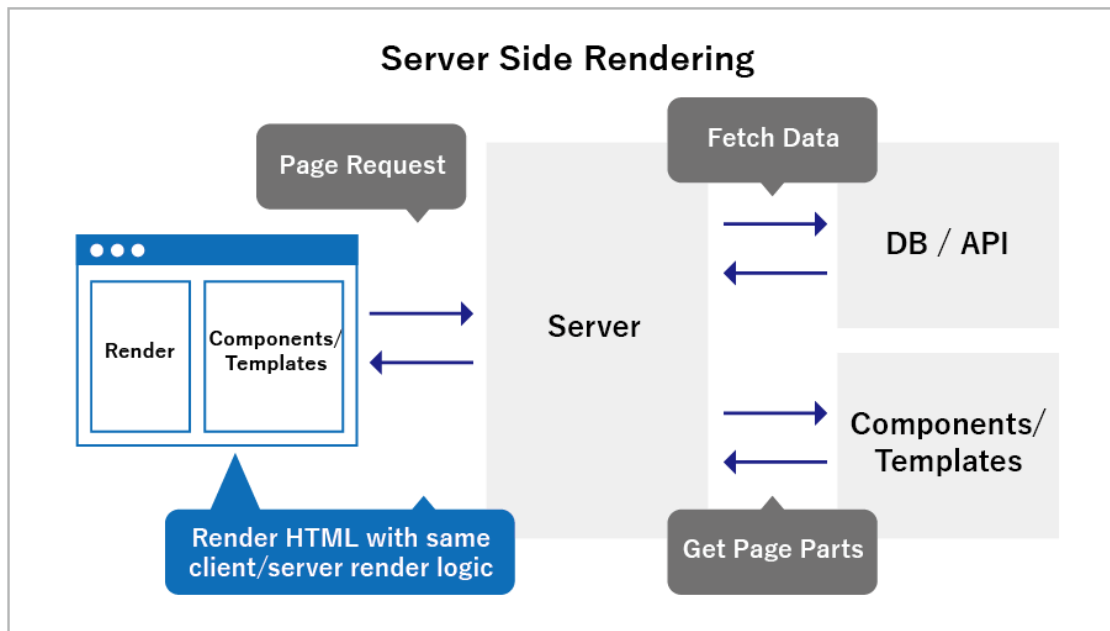 Server Side Rendering
Page Request
Fetch Data
Render
Components/
Templates
Server
DB / API
Components/
Templates
Render HTML with same
client/server render logic
Get Page Parts